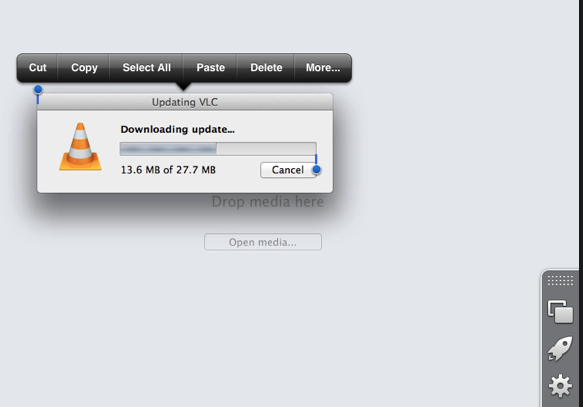 Cut Copy Select All Paste Delete More...
Updating VLC
Downloading update...
13.6 MB of 27.7 MB Cancel
Drop media here
Open media...